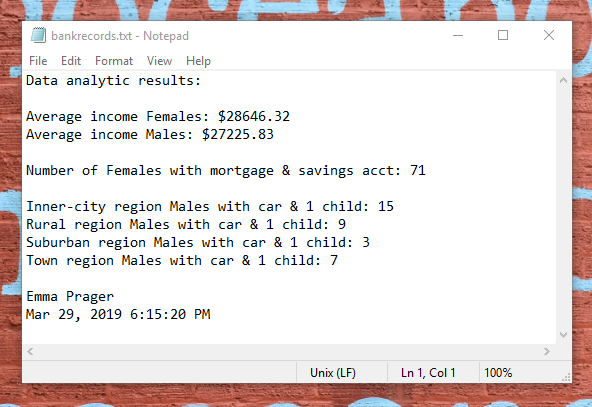 bankrecords.txt - Notepad
File Edit Format View Help
Data analytic results:
Average income Females: $28646.32
Average income Males: $27225.83
Number of Females with mortgage & savings acct: 71
Inner-city region Males with car & 1 child: 15
Rural region Males with car & 1 child: 9
Suburban region Males with car & 1 child: 3
Town region Males with car & 1 child: 7
Emma Prager
Mar 29, 2019 6:15:20 PM
Unix (LF) Ln 1, Col 1 100%